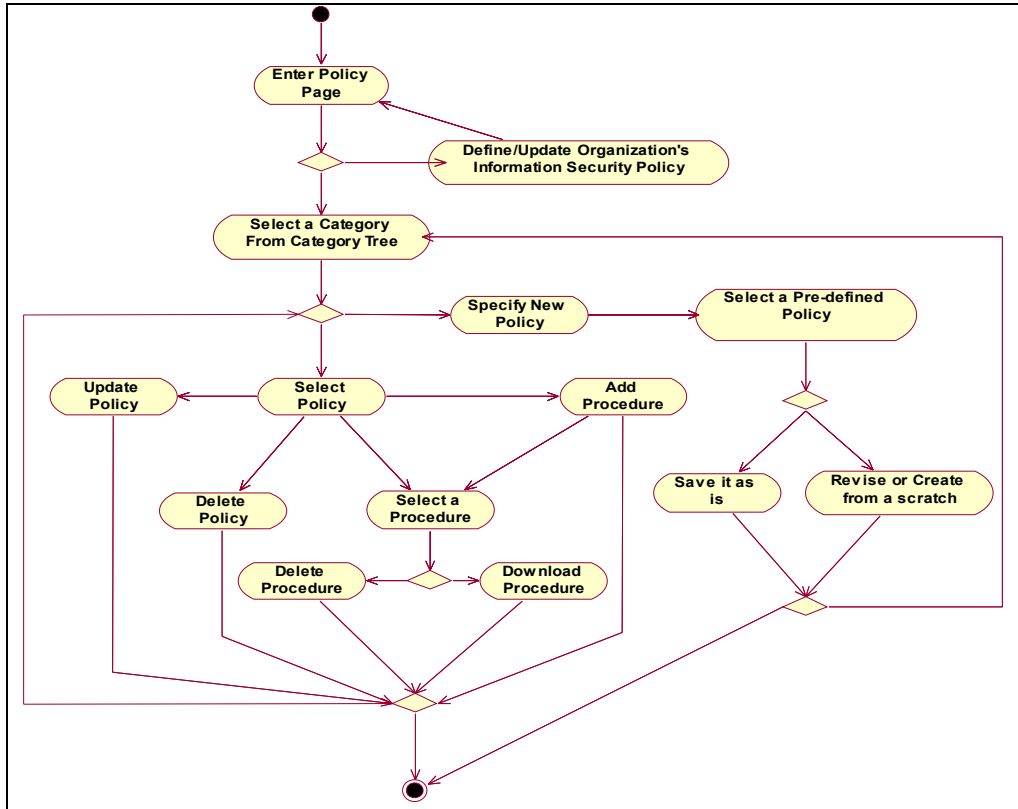 Enter Policy
Page
Define/Update Organization's
Information Security Policy
Select a Category
From Category Tree
Specify New
Policy
Select a Pre-defined
Policy
Update
Policy
Select
Policy
Add
Procedure
Delete
Policy
Select a
Procedure
Save it as
is
Revise or Create
from a scratch
Delete
Procedure
Download
Procedure